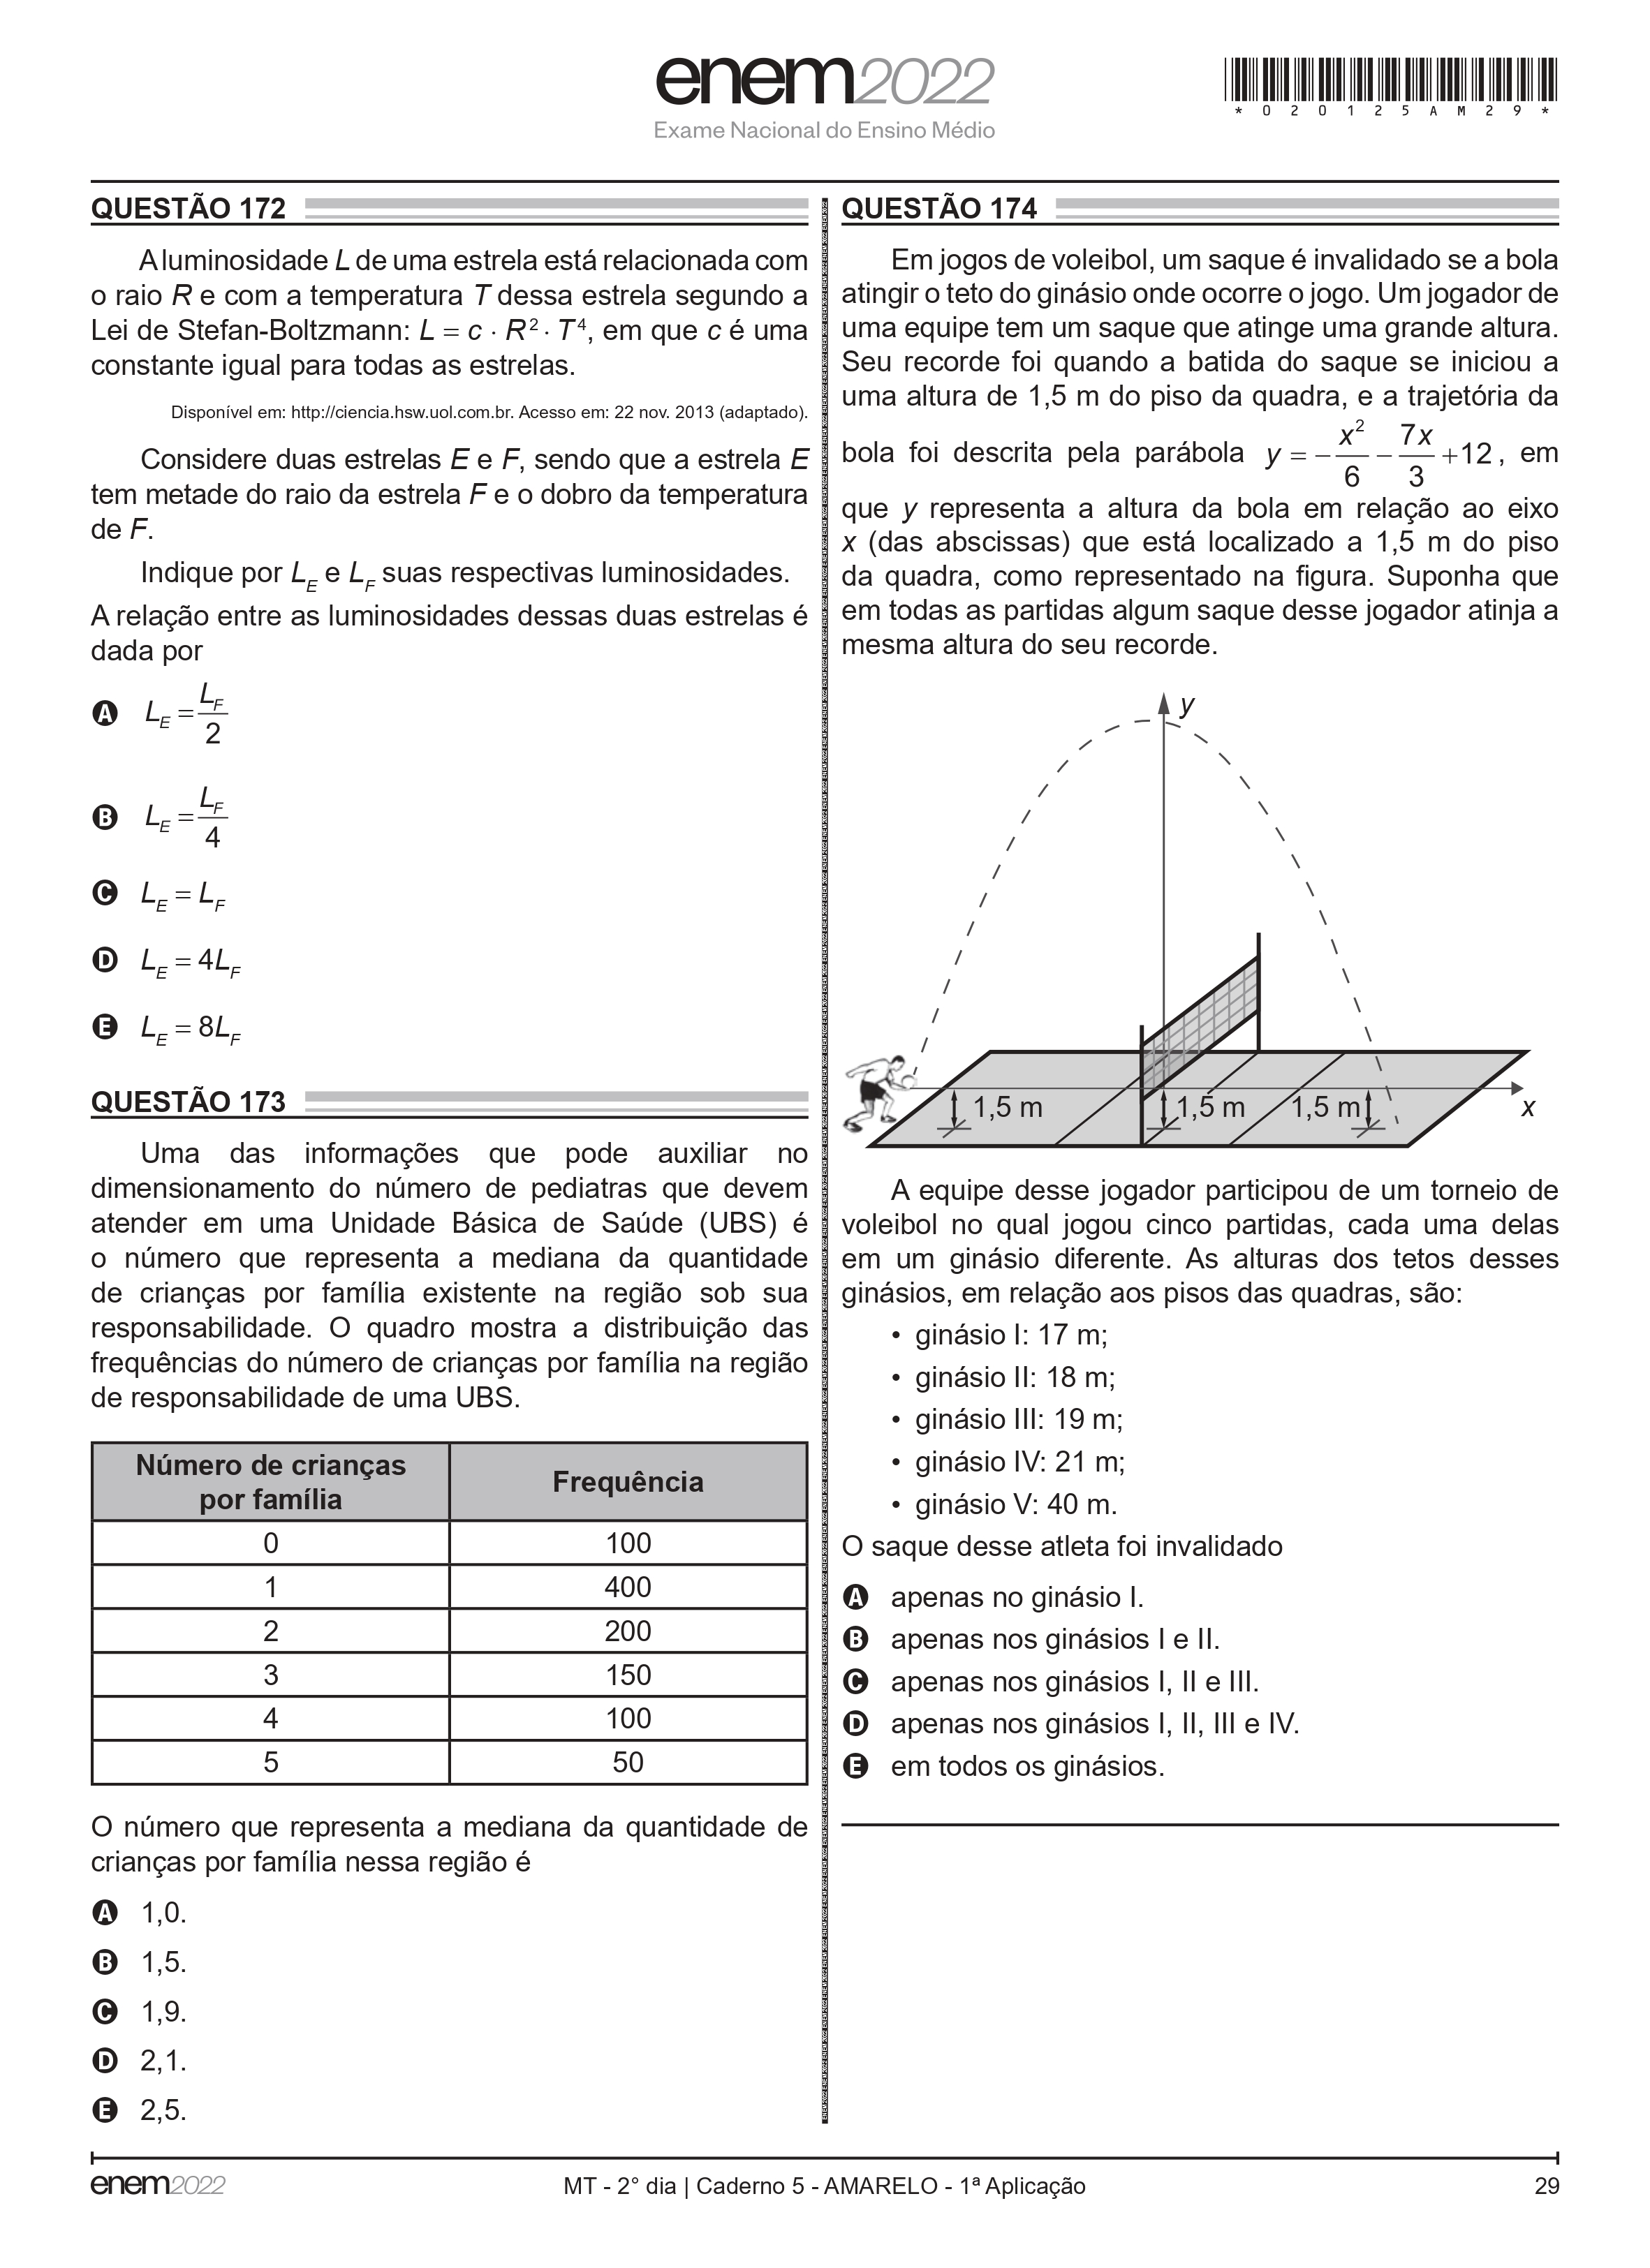 enem2022
Exame Nacional do Ensino Médio
*020125AM29*
QUESTÃO 172
A luminosidade L de uma estrela está relacionada com
o raio R e com a temperatura T dessa estrela segundo a
Lei de Stefan-Boltzmann: L = c · R² · T⁴, em que c é uma
constante igual para todas as estrelas.
Disponível em: http://ciencia.hsw.uol.com.br. Acesso em: 22 nov. 2013 (adaptado).
Considere duas estrelas E e F, sendo que a estrela E
tem metade do raio da estrela F e o dobro da temperatura
de F.
Indique por L_E e L_F suas respectivas luminosidades.
A relação entre as luminosidades dessas duas estrelas é
dada por
A L_E = L_F/2
B L_E = L_F/4
C L_E = L_F
D L_E = 4L_F
E L_E = 8L_F
QUESTÃO 173
Uma das informações que pode auxiliar no
dimensionamento do número de pediatras que devem
atender em uma Unidade Básica de Saúde (UBS) é
o número que representa a mediana da quantidade
de crianças por família existente na região sob sua
responsabilidade. O quadro mostra a distribuição das
frequências do número de crianças por família na região
de responsabilidade de uma UBS.
Número de crianças
por família
Frequência
0 100
1 400
2 200
3 150
4 100
5 50
O número que representa a mediana da quantidade de
crianças por família nessa região é
A 1,0.
B 1,5.
C 1,9.
D 2,1.
E 2,5.
QUESTÃO 174
Em jogos de voleibol, um saque é invalidado se a bola
atingir o teto do ginásio onde ocorre o jogo. Um jogador de
uma equipe tem um saque que atinge uma grande altura.
Seu recorde foi quando a batida do saque se iniciou a
uma altura de 1,5 m do piso da quadra, e a trajetória da
bola foi descrita pela parábola y = −x²/6 − 7x/3 + 12, em
que y representa a altura da bola em relação ao eixo
x (das abscissas) que está localizado a 1,5 m do piso
da quadra, como representado na figura. Suponha que
em todas as partidas algum saque desse jogador atinja a
mesma altura do seu recorde.
y
1,5 m 1,5 m 1,5 m
x
A equipe desse jogador participou de um torneio de
voleibol no qual jogou cinco partidas, cada uma delas
em um ginásio diferente. As alturas dos tetos desses
ginásios, em relação aos pisos das quadras, são:
• ginásio I: 17 m;
• ginásio II: 18 m;
• ginásio III: 19 m;
• ginásio IV: 21 m;
• ginásio V: 40 m.
O saque desse atleta foi invalidado
A apenas no ginásio I.
B apenas nos ginásios I e II.
C apenas nos ginásios I, II e III.
D apenas nos ginásios I, II, III e IV.
E em todos os ginásios.
enem2022
MT - 2° dia | Caderno 5 - AMARELO - 1ª Aplicação
29